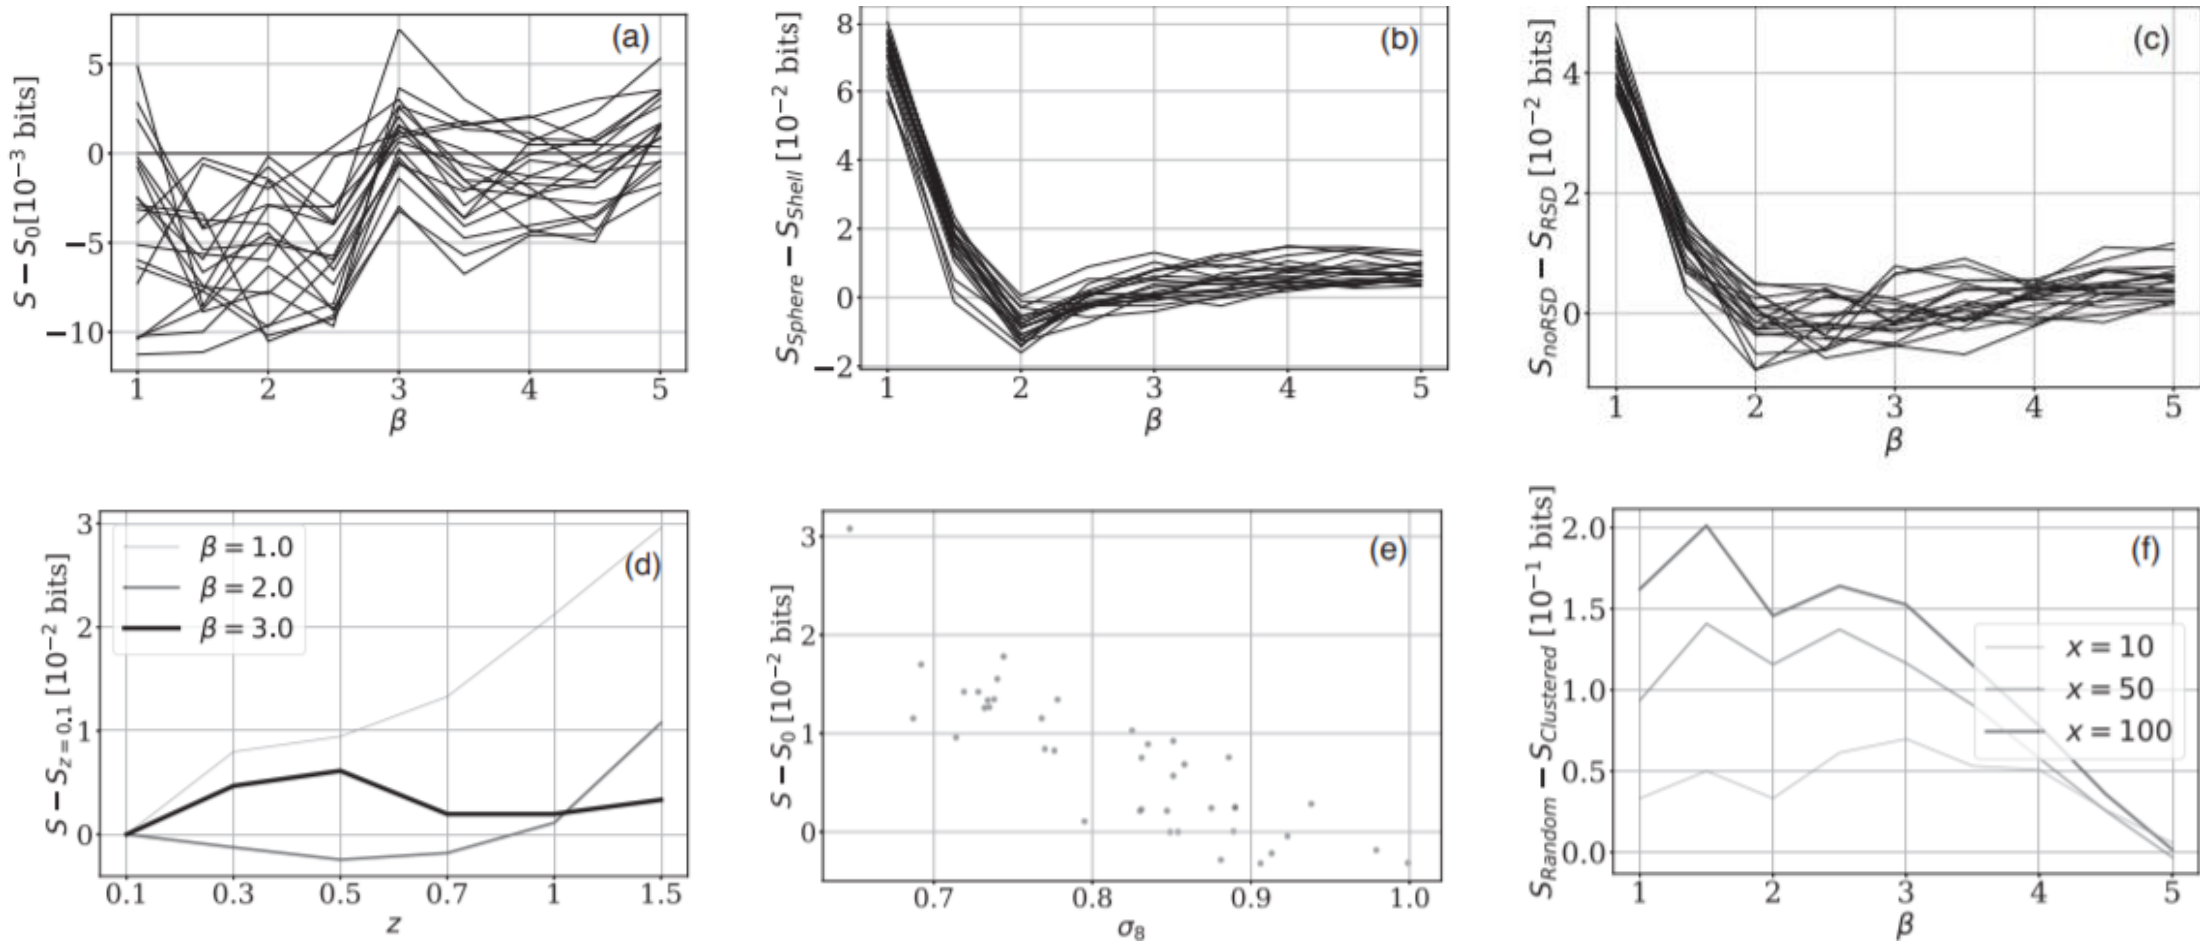 (a)
S − S₀[10⁻³ bits]
5
0
−5
−10
1 2 3 4 5
β
(b)
S_Sphere − S_Shell [10⁻² bits]
8
6
4
2
0
−2
1 2 3 4 5
β
(c)
S_noRSD − S_RSD [10⁻² bits]
4
2
0
1 2 3 4 5
β
(d)
S − S_z=0.1 [10⁻² bits]
3
2
1
0
β = 1.0
β = 2.0
β = 3.0
0.1 0.3 0.5 0.7 1 1.5
z
(e)
S − S₀ [10⁻² bits]
3
2
1
0
0.7 0.8 0.9 1.0
σ₈
(f)
S_Random − S_Clustered [10⁻¹ bits]
2.0
1.5
1.0
0.5
0.0
x = 10
x = 50
x = 100
1 2 3 4 5
β